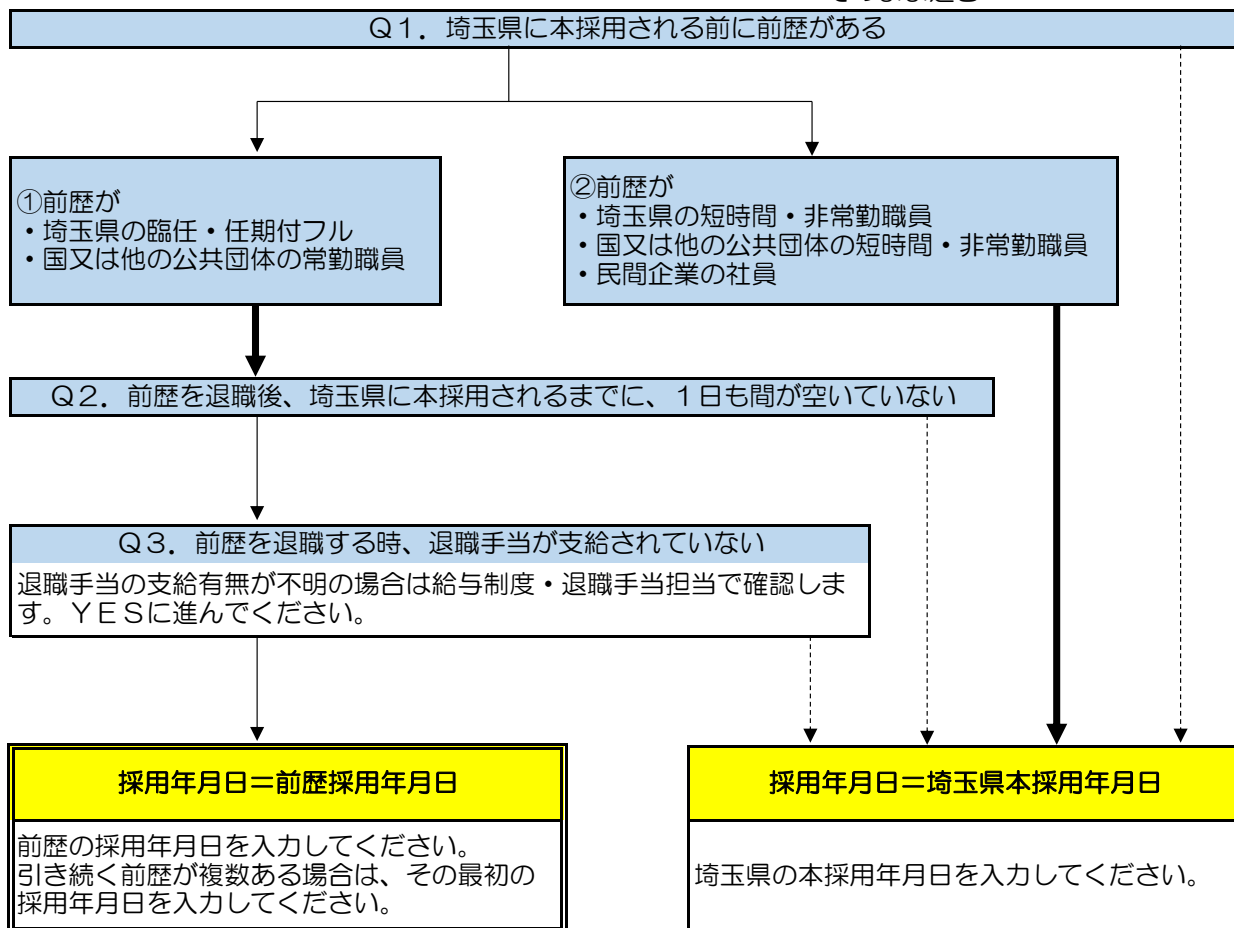 Q1．埼玉県に本採用される前に前歴がある
①前歴が
・埼玉県の臨任・任期付フル
・国又は他の公共団体の常勤職員
②前歴が
・埼玉県の短時間・非常勤職員
・国又は他の公共団体の短時間・非常勤職員
・民間企業の社員
Q2．前歴を退職後、埼玉県に本採用されるまでに、1日も間が空いていない
Q3．前歴を退職する時、退職手当が支給されていない
退職手当の支給有無が不明の場合は給与制度・退職手当担当で確認しま
す。YESに進んでください。
採用年月日＝前歴採用年月日
前歴の採用年月日を入力してください。
引き続く前歴が複数ある場合は、その最初の
採用年月日を入力してください。
採用年月日＝埼玉県本採用年月日
埼玉県の本採用年月日を入力してください。